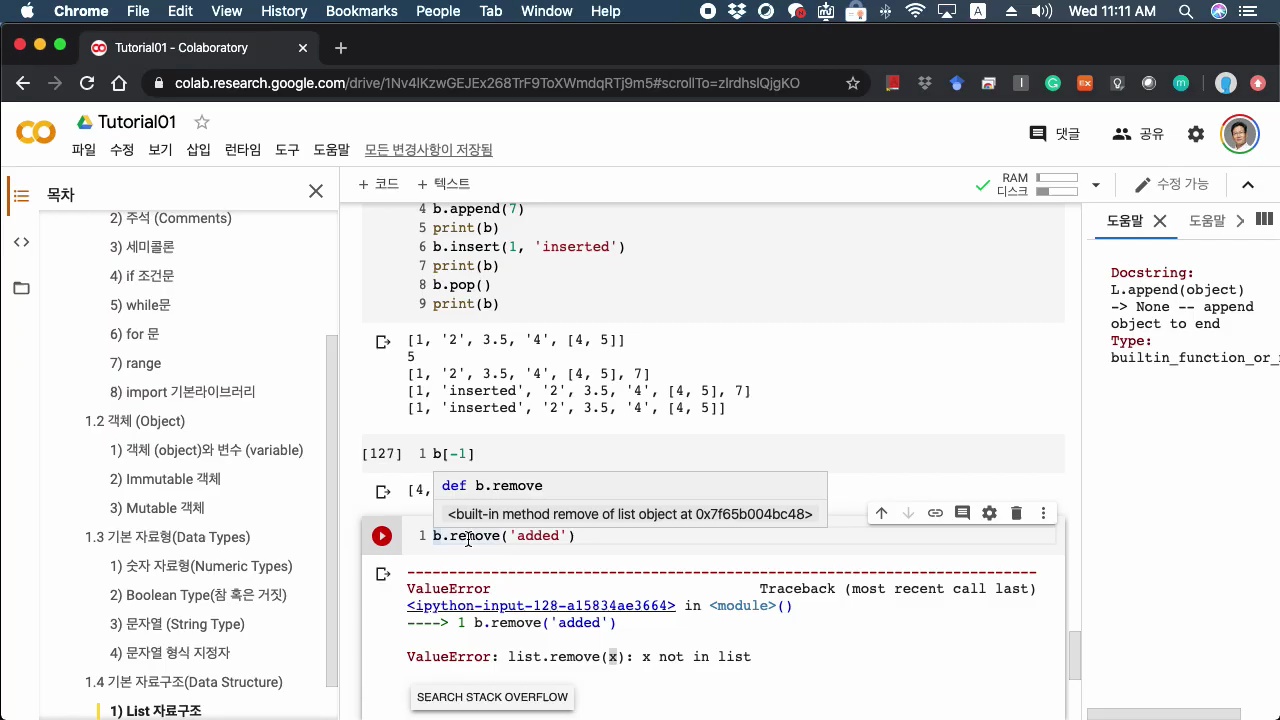 Chrome File Edit View History Bookmarks People Tab Window Help Wed 11:11 AM
Tutorial01 - Colaboratory
colab.research.google.com/drive/1Nv4lKzwGEJEx268TrF9ToXWmdqRTj9m5#scrollTo=zlrdhslQjgKO
Tutorial01
댓글 공유
파일 수정 보기 삽입 런타임 도구 도움말 모든 변경사항이 저장됨
목차
+ 코드 + 텍스트
RAM
디스크
수정 가능
2) 주석 (Comments)
3) 세미콜론
4) if 조건문
5) while문
6) for 문
7) range
8) import 기본라이브러리
1.2 객체 (Object)
1) 객체 (object)와 변수 (variable)
2) Immutable 객체
3) Mutable 객체
1.3 기본 자료형(Data Types)
1) 숫자 자료형(Numeric Types)
2) Boolean Type(참 혹은 거짓)
3) 문자열 (String Type)
4) 문자열 형식 지정자
1.4 기본 자료구조(Data Structure)
1) List 자료구조
4 b.append(7)
5 print(b)
6 b.insert(1, 'inserted')
7 print(b)
8 b.pop()
9 print(b)
[1, '2', 3.5, '4', [4, 5]]
5
[1, '2', 3.5, '4', [4, 5], 7]
[1, 'inserted', '2', 3.5, '4', [4, 5], 7]
[1, 'inserted', '2', 3.5, '4', [4, 5]]
[127] 1 b[-1]
[4,
def b.remove
<built-in method remove of list object at 0x7f65b004bc48>
1 b.remove('added')
---------------------------------------------------------------------------
ValueError Traceback (most recent call last)
<ipython-input-128-a15834ae3664> in <module>()
----> 1 b.remove('added')
ValueError: list.remove(x): x not in list
SEARCH STACK OVERFLOW
도움말 도움말
Docstring:
L.append(object)
-> None -- append
object to end
Type:
builtin_function_or_